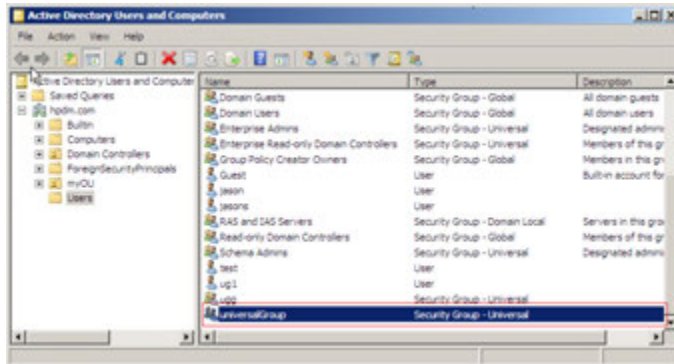 Active Directory Users and Computers
File Action View Help
Active Directory Users and Computer
Saved Queries
hpdm.com
Builtin
Computers
Domain Controllers
ForeignSecurityPrincipals
myOU
Users
Name Type Description
Domain Guests Security Group - Global All domain guests
Domain Users Security Group - Global All domain users
Enterprise Admins Security Group - Universal Designated admini
Enterprise Read-only Domain Controllers Security Group - Universal Members of this gr
Group Policy Creator Owners Security Group - Global Members in this gr
Guest User Built-in account for
jason User
jasons User
RAS and IAS Servers Security Group - Domain Local Servers in this grou
Read-only Domain Controllers Security Group - Global Members of this gr
Schema Admins Security Group - Universal Designated admini
test User
ug1 User
ugg Security Group - Universal
universalGroup Security Group - Universal